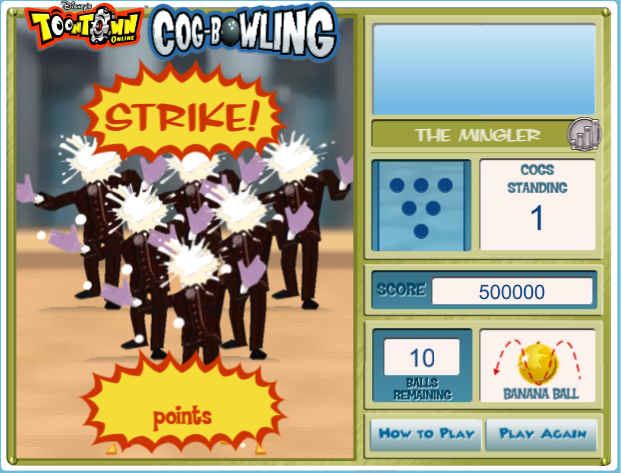 Disney's
TOONTOWN
ONLINE
COG-BOWLING
STRIKE!
points
THE MINGLER
COGS
STANDING
1
SCORE 500000
10
BALLS
REMAINING
BANANA BALL
HOW TO PLAY
PLAY AGAIN